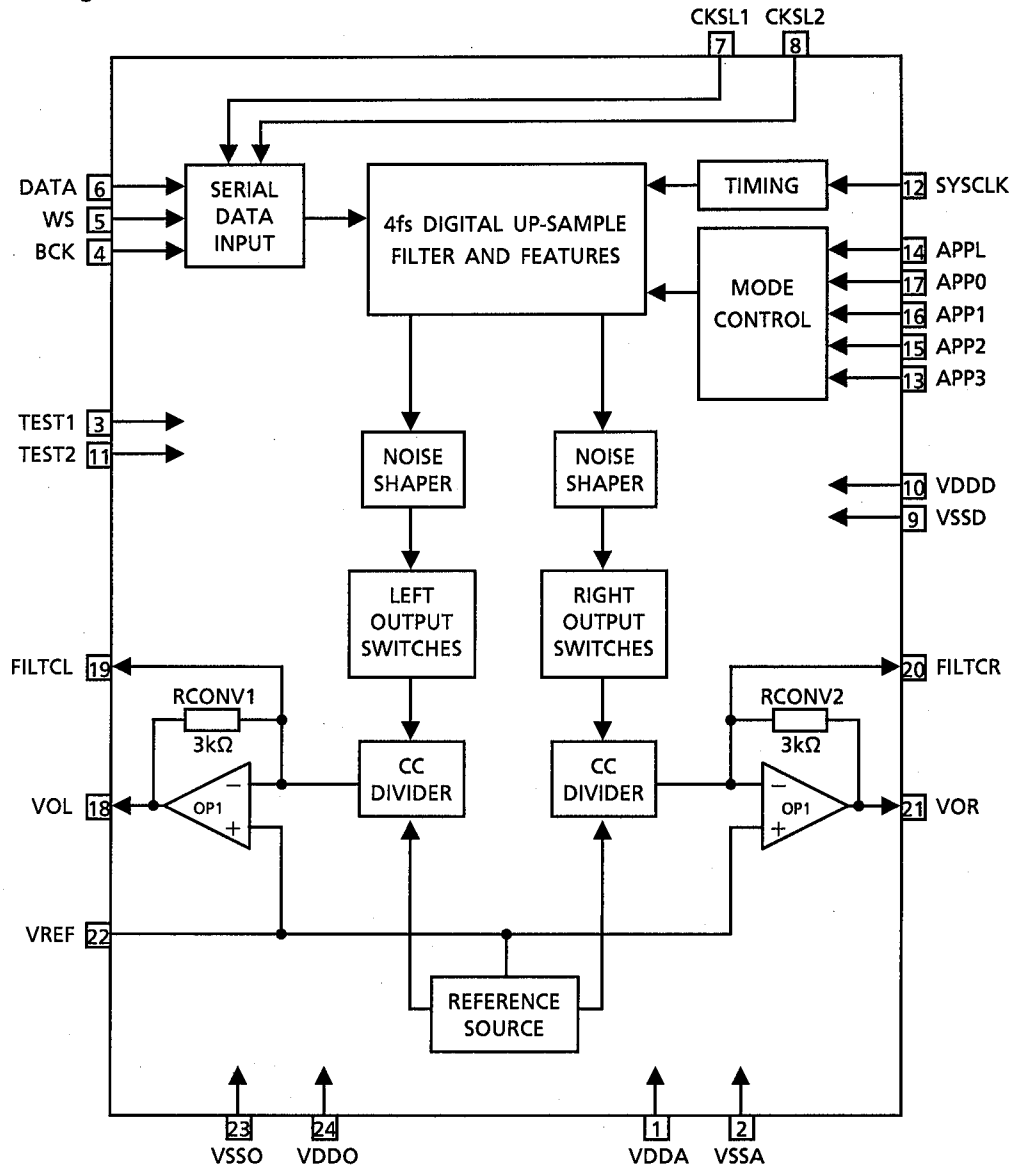 CKSL1 CKSL2
7 8
DATA 6
WS 5
BCK 4
SERIAL
DATA
INPUT
4fs DIGITAL UP-SAMPLE
FILTER AND FEATURES
TIMING
12 SYSCLK
MODE
CONTROL
14 APPL
17 APP0
16 APP1
15 APP2
13 APP3
TEST1 3
TEST2 11
NOISE
SHAPER
NOISE
SHAPER
10 VDDD
9 VSSD
LEFT
OUTPUT
SWITCHES
RIGHT
OUTPUT
SWITCHES
FILTCL 19
20 FILTCR
RCONV1
3kΩ
RCONV2
3kΩ
CC
DIVIDER
CC
DIVIDER
VOL 18
−
OP1
+
−
OP1
+
21 VOR
VREF 22
REFERENCE
SOURCE
23 24 1 2
VSSO VDDO VDDA VSSA